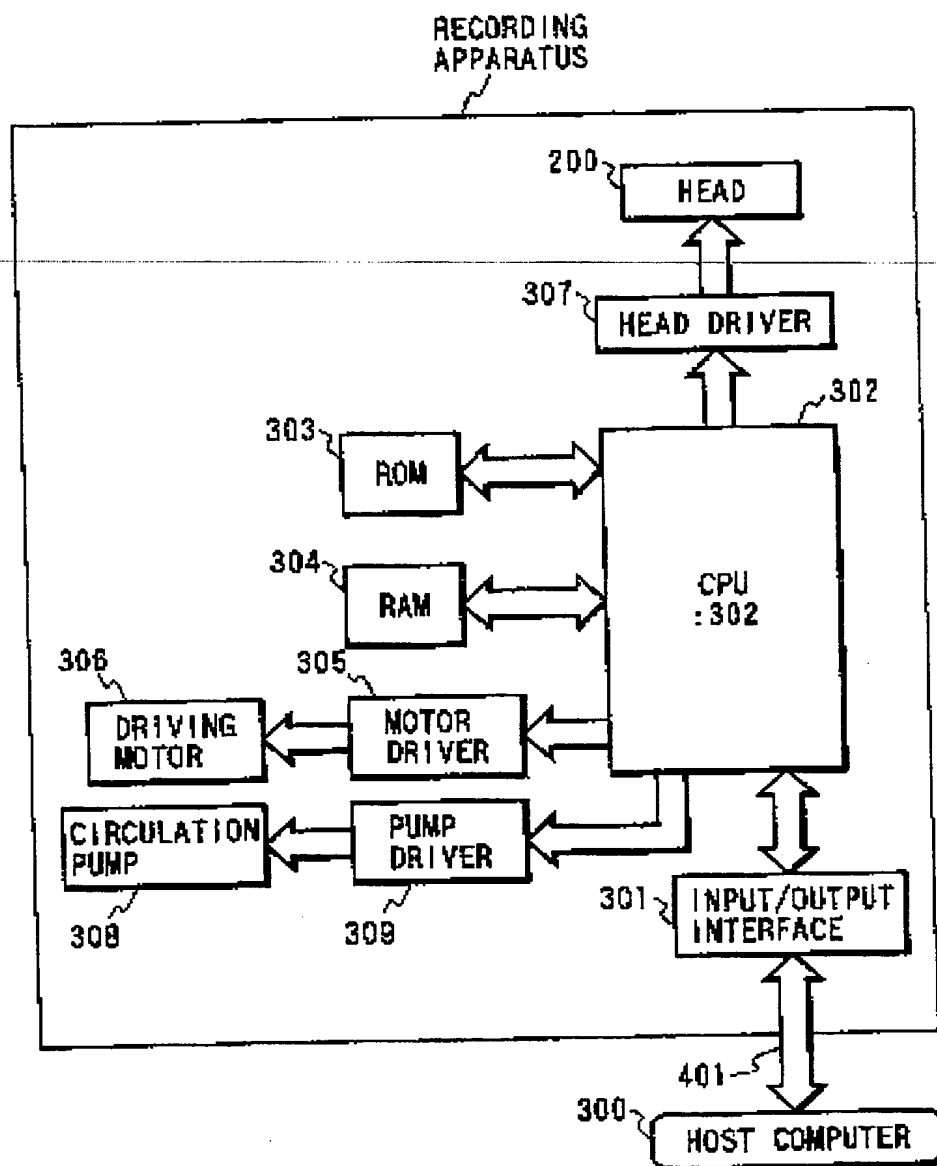 RECORDING
APPARATUS
200
HEAD
307
HEAD DRIVER
302
303
ROM
CPU
:302
304
RAM
306
305
DRIVING
MOTOR
MOTOR
DRIVER
CIRCULATION
PUMP
PUMP
DRIVER
308
309
301
INPUT/OUTPUT
INTERFACE
401
300
HOST COMPUTER